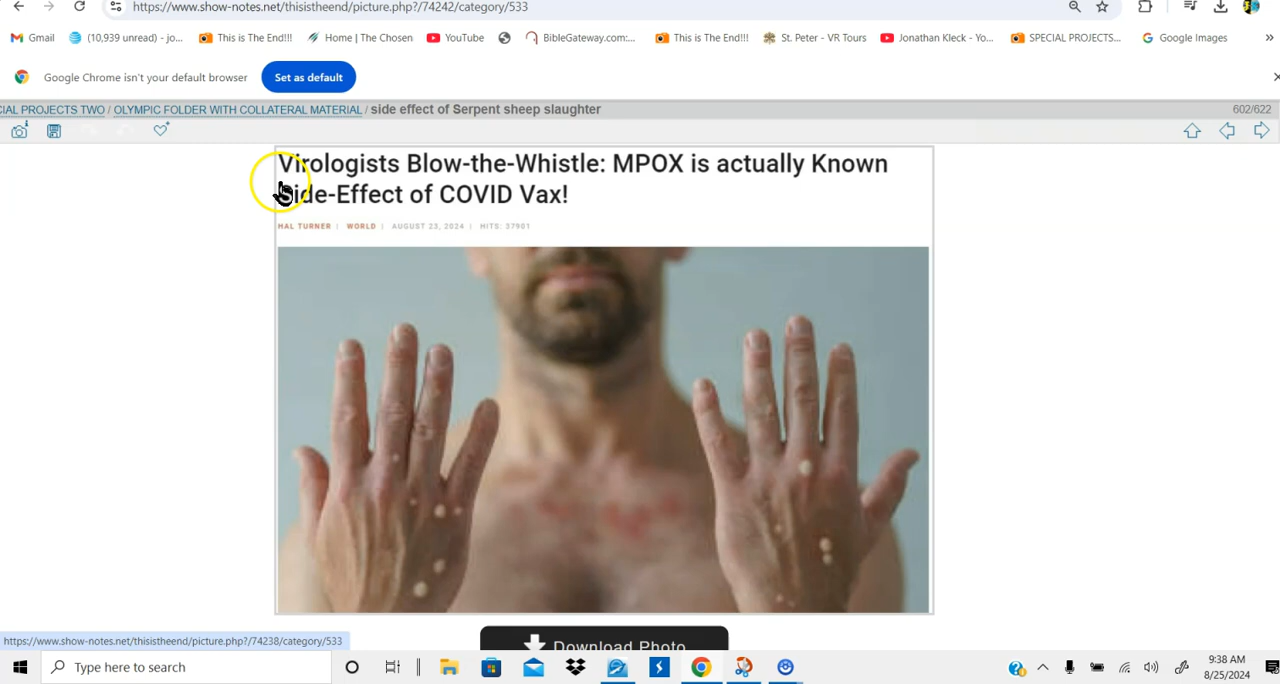 https://www.show-notes.net/thisistheend/picture.php?/74242/category/533
Gmail (10,939 unread) - jo... This is The End!!! Home | The Chosen YouTube BibleGateway.com:... This is The End!!! St. Peter - VR Tours Jonathan Kleck - Yo... SPECIAL PROJECTS... Google Images »
Google Chrome isn't your default browser Set as default
CIAL PROJECTS TWO / OLYMPIC FOLDER WITH COLLATERAL MATERIAL / side effect of Serpent sheep slaughter 602/622
Virologists Blow-the-Whistle: MPOX is actually Known
Side-Effect of COVID Vax!
HAL TURNER | WORLD | AUGUST 23, 2024 | HITS: 37901
Download Photo
https://www.show-notes.net/thisistheend/picture.php?/74238/category/533
Type here to search
9:38 AM
8/25/2024